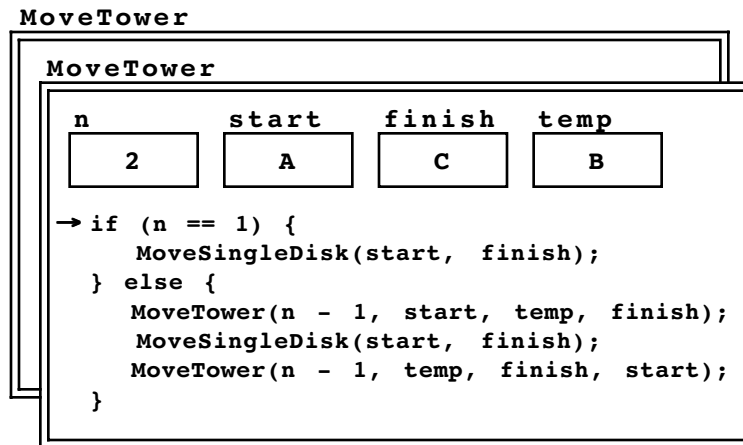 MoveTower
MoveTower
n start finish temp
2 A C B
→ if (n == 1) {
MoveSingleDisk(start, finish);
} else {
MoveTower(n - 1, start, temp, finish);
MoveSingleDisk(start, finish);
MoveTower(n - 1, temp, finish, start);
}